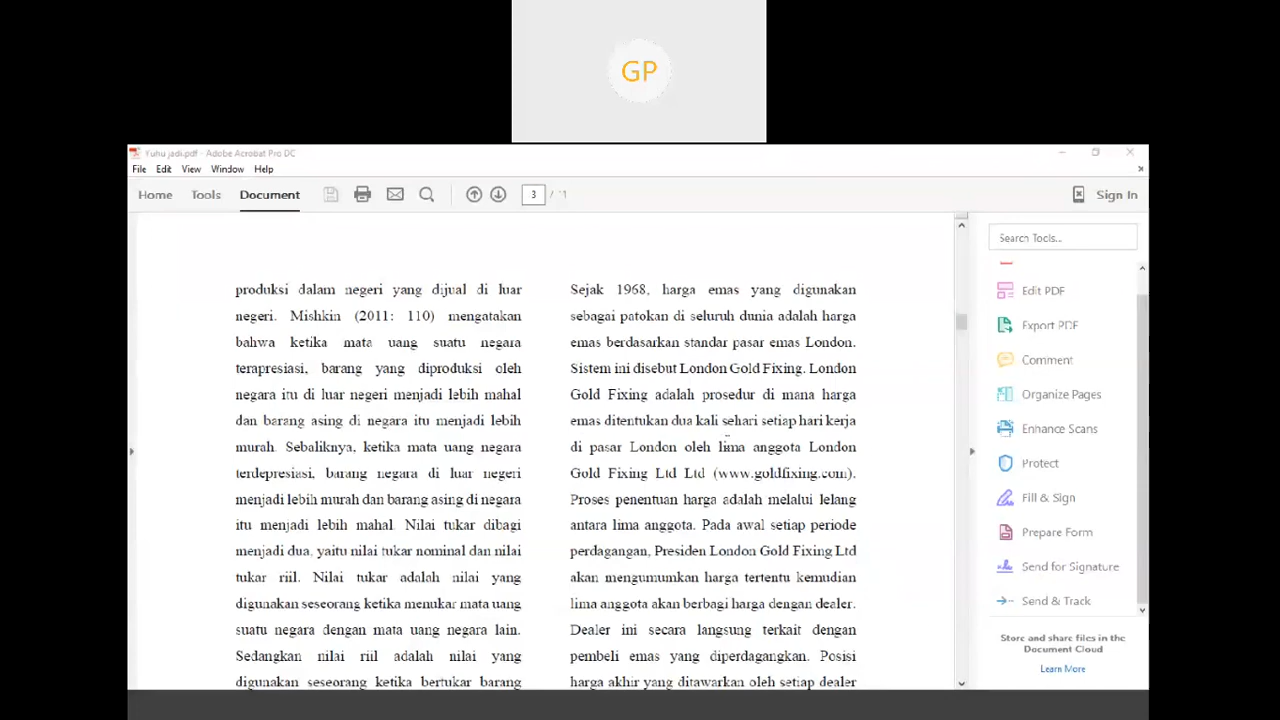 GP
Yuhu jadi.pdf - Adobe Acrobat Pro DC
File Edit View Window Help
Home Tools Document
3 / 11
Sign In
produksi dalam negeri yang dijual di luar
negeri. Mishkin (2011: 110) mengatakan
bahwa ketika mata uang suatu negara
terapresiasi, barang yang diproduksi oleh
negara itu di luar negeri menjadi lebih mahal
dan barang asing di negara itu menjadi lebih
murah. Sebaliknya, ketika mata uang negara
terdepresiasi, barang negara di luar negeri
menjadi lebih murah dan barang asing di negara
itu menjadi lebih mahal. Nilai tukar dibagi
menjadi dua, yaitu nilai tukar nominal dan nilai
tukar riil. Nilai tukar adalah nilai yang
digunakan seseorang ketika menukar mata uang
suatu negara dengan mata uang negara lain.
Sedangkan nilai riil adalah nilai yang
digunakan seseorang ketika bertukar barang
Sejak 1968, harga emas yang digunakan
sebagai patokan di seluruh dunia adalah harga
emas berdasarkan standar pasar emas London.
Sistem ini disebut London Gold Fixing. London
Gold Fixing adalah prosedur di mana harga
emas ditentukan dua kali sehari setiap hari kerja
di pasar London oleh lima anggota London
Gold Fixing Ltd Ltd (www.goldfixing.com).
Proses penentuan harga adalah melalui lelang
antara lima anggota. Pada awal setiap periode
perdagangan, Presiden London Gold Fixing Ltd
akan mengumumkan harga tertentu kemudian
lima anggota akan berbagi harga dengan dealer.
Dealer ini secara langsung terkait dengan
pembeli emas yang diperdagangkan. Posisi
harga akhir yang ditawarkan oleh setiap dealer
Search Tools...
Edit PDF
Export PDF
Comment
Organize Pages
Enhance Scans
Protect
Fill & Sign
Prepare Form
Send for Signature
Send & Track
Store and share files in the
Document Cloud
Learn More